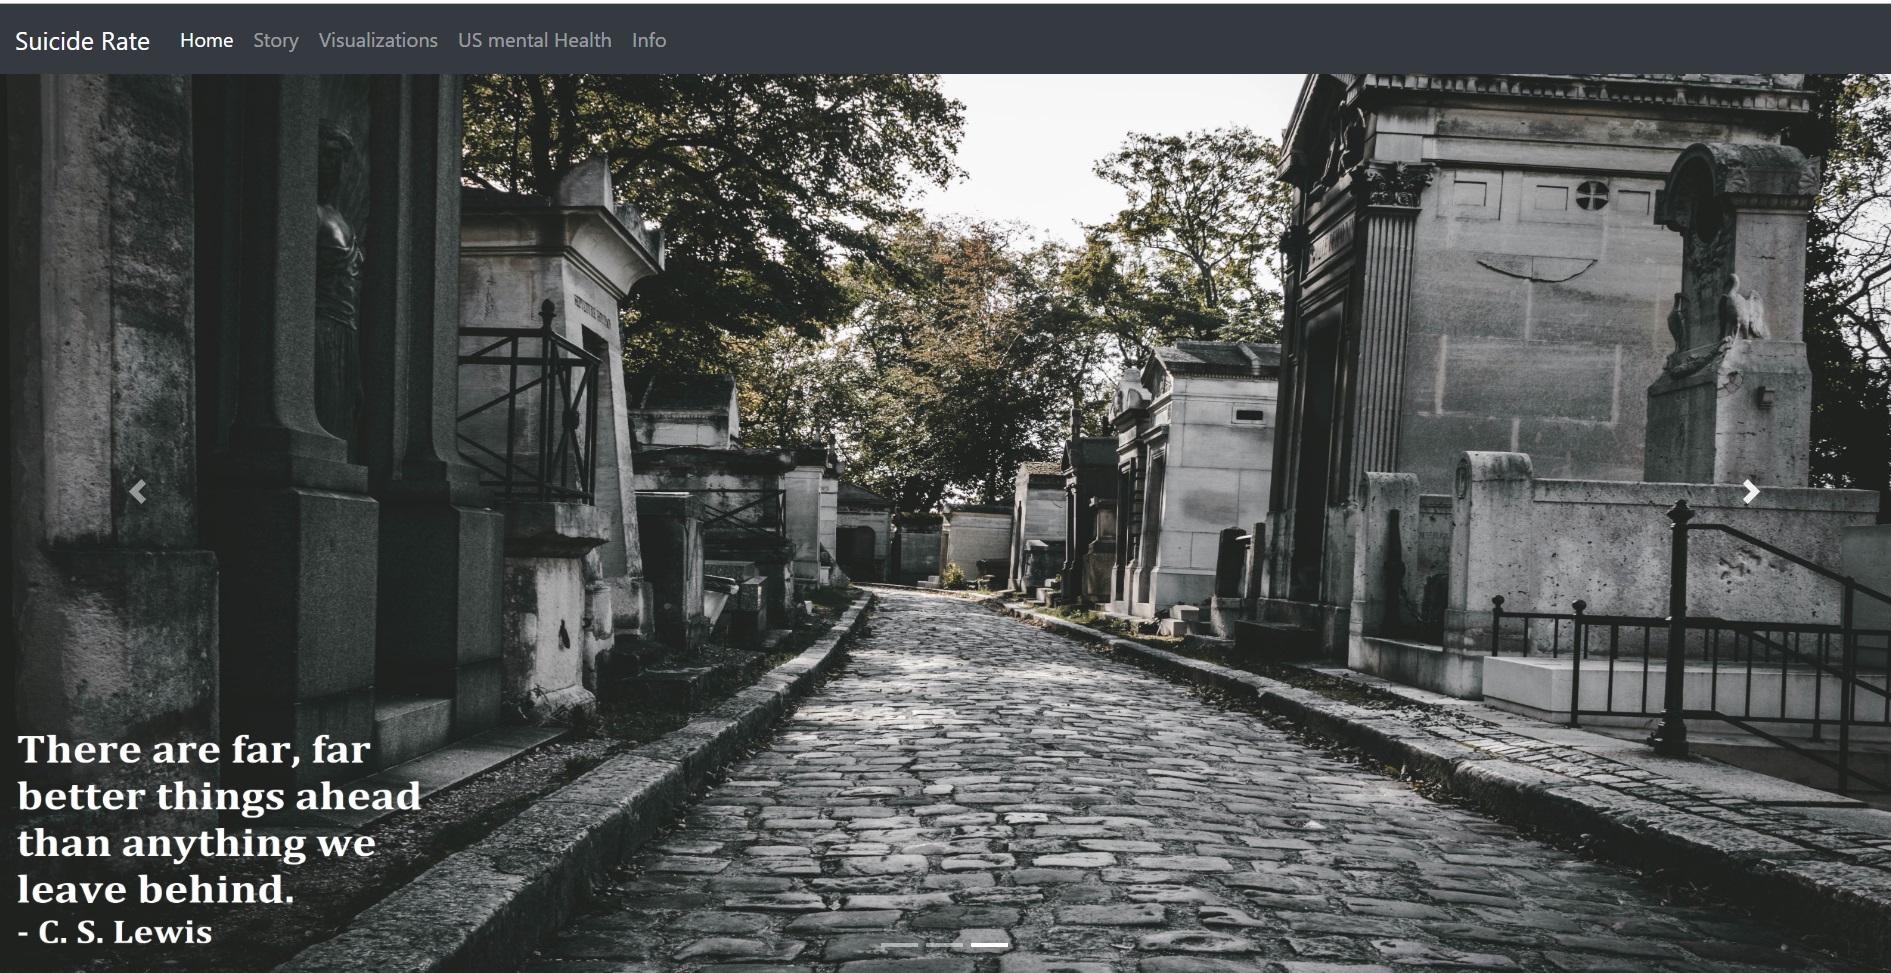 Suicide Rate Home Story Visualizations US mental Health Info
There are far, far
better things ahead
than anything we
leave behind.
- C. S. Lewis